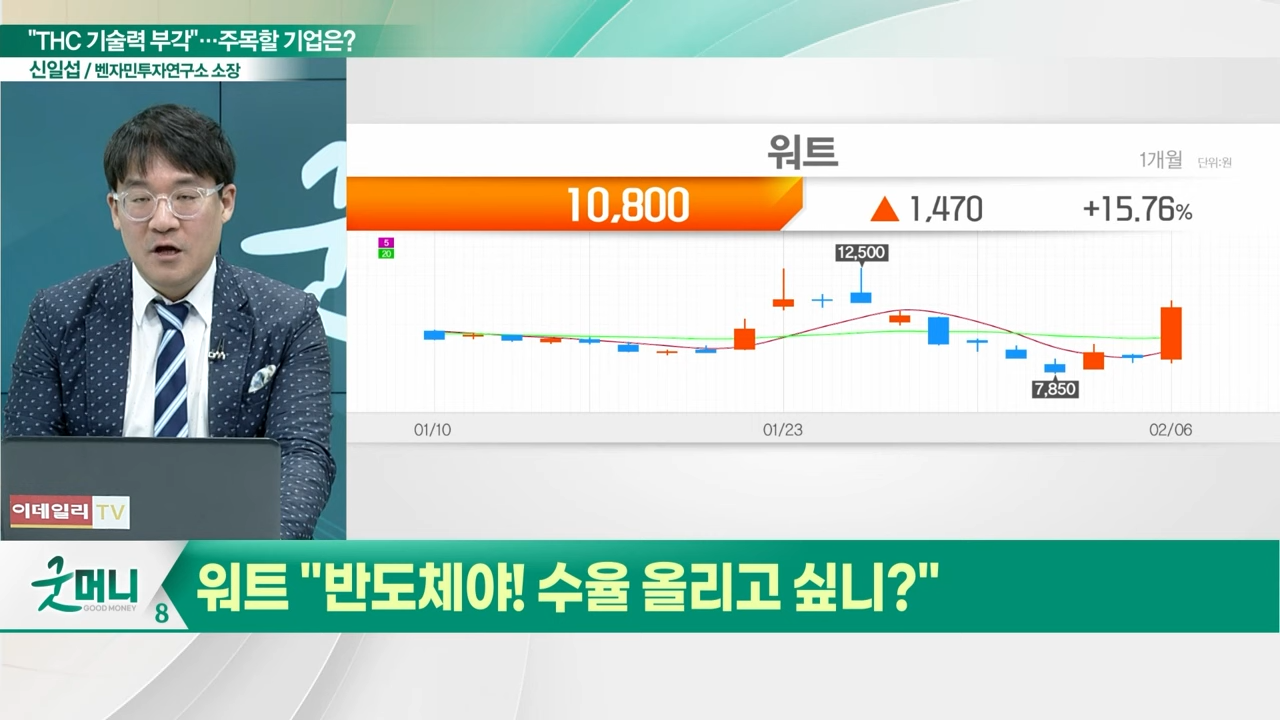 "THC 기술력 부각"…주목할 기업은?
신일섭 / 벤자민투자연구소 소장
워트
1개월 단위:원
10,800 ▲ 1,470 +15.76%
5
20
12,500
7,850
01/10 01/23 02/06
이데일리 TV
굿머니
GOOD MONEY
8
워트 "반도체야! 수율 올리고 싶니?"